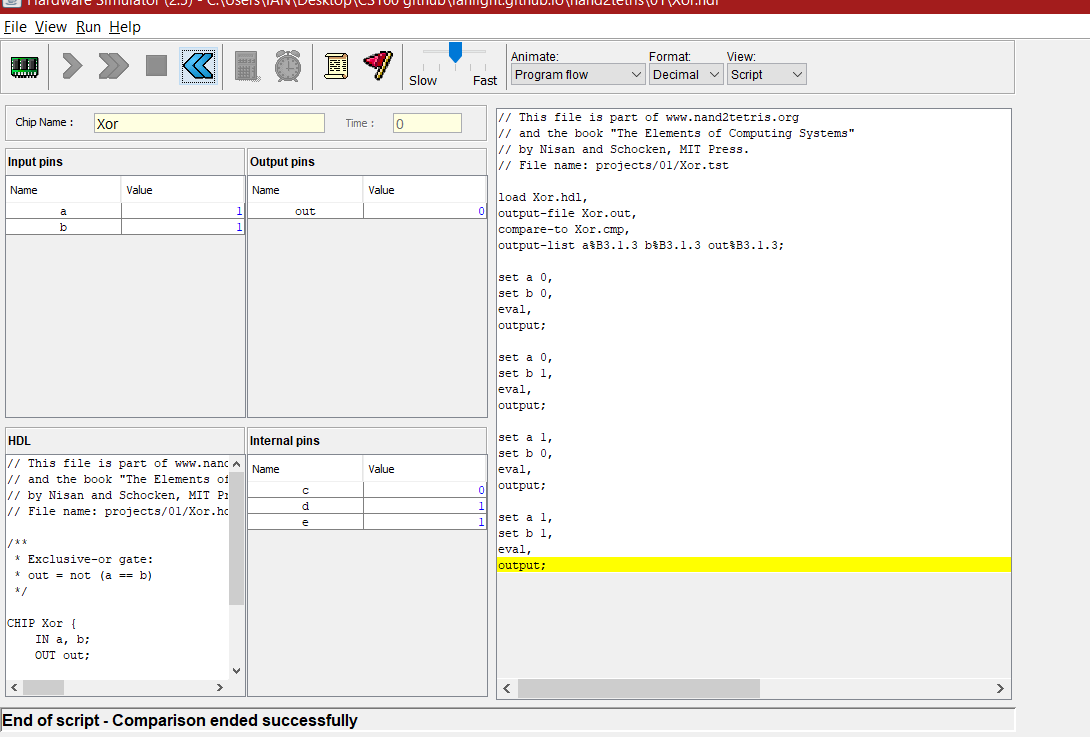 Hardware Simulator (2.5) - C:\Users\IAN\Desktop\CS100 github\ianlight.github.io\nand2tetris\01\Xor.hdl
File View Run Help
Slow Fast
Animate: Format: View:
Program flow Decimal Script
Chip Name : Xor Time : 0
Input pins
Name Value
a 1
b 1
Output pins
Name Value
out 0
HDL
// This file is part of www.nand
// and the book "The Elements of
// by Nisan and Schocken, MIT Pr
// File name: projects/01/Xor.hd
/**
* Exclusive-or gate:
* out = not (a == b)
*/
CHIP Xor {
IN a, b;
OUT out;
Internal pins
Name Value
c 0
d 1
e 1
// This file is part of www.nand2tetris.org
// and the book "The Elements of Computing Systems"
// by Nisan and Schocken, MIT Press.
// File name: projects/01/Xor.tst
load Xor.hdl,
output-file Xor.out,
compare-to Xor.cmp,
output-list a%B3.1.3 b%B3.1.3 out%B3.1.3;
set a 0,
set b 0,
eval,
output;
set a 0,
set b 1,
eval,
output;
set a 1,
set b 0,
eval,
output;
set a 1,
set b 1,
eval,
output;
End of script - Comparison ended successfully